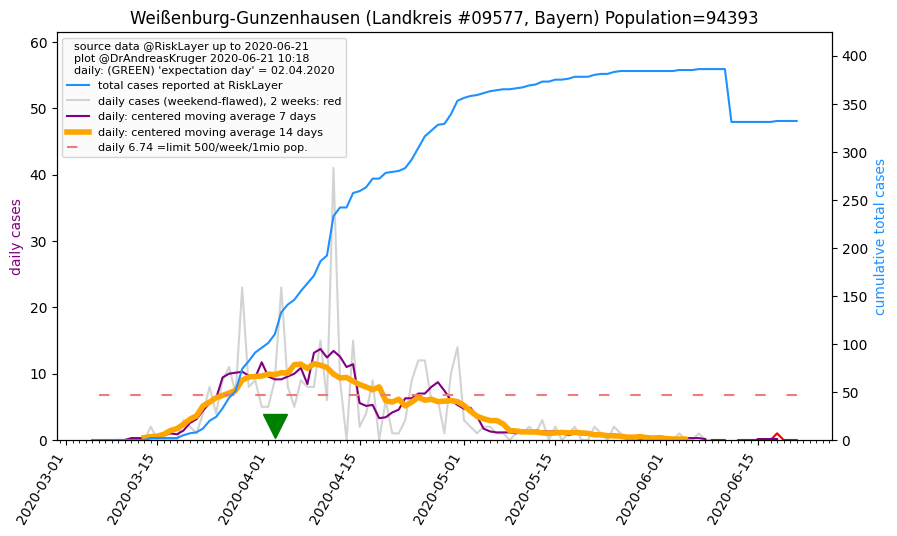 Weißenburg-Gunzenhausen (Landkreis #09577, Bayern) Population=94393
source data @RiskLayer up to 2020-06-21
plot @DrAndreasKruger 2020-06-21 10:18
daily: (GREEN) 'expectation day' = 02.04.2020
total cases reported at RiskLayer
daily cases (weekend-flawed), 2 weeks: red
daily: centered moving average 7 days
daily: centered moving average 14 days
daily 6.74 =limit 500/week/1mio pop.
daily cases
60
50
40
30
20
10
0
cumulative total cases
400
350
300
250
200
150
100
50
0
2020-03-01
2020-03-15
2020-04-01
2020-04-15
2020-05-01
2020-05-15
2020-06-01
2020-06-15